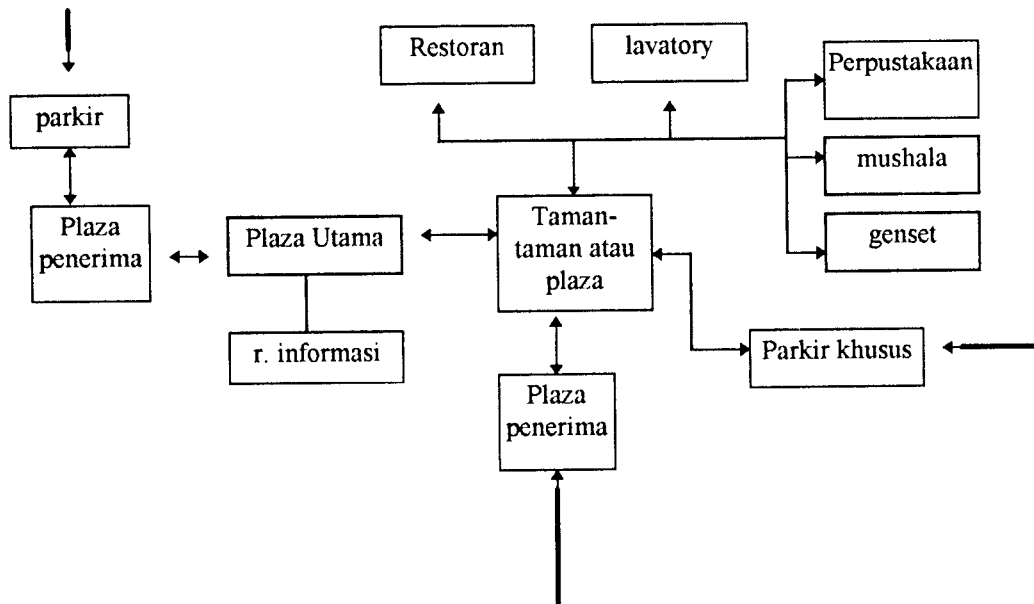 Restoran
lavatory
Perpustakaan
parkir
mushala
Plaza
penerima
Plaza Utama
Taman-
taman atau
plaza
genset
r. informasi
Parkir khusus
Plaza
penerima